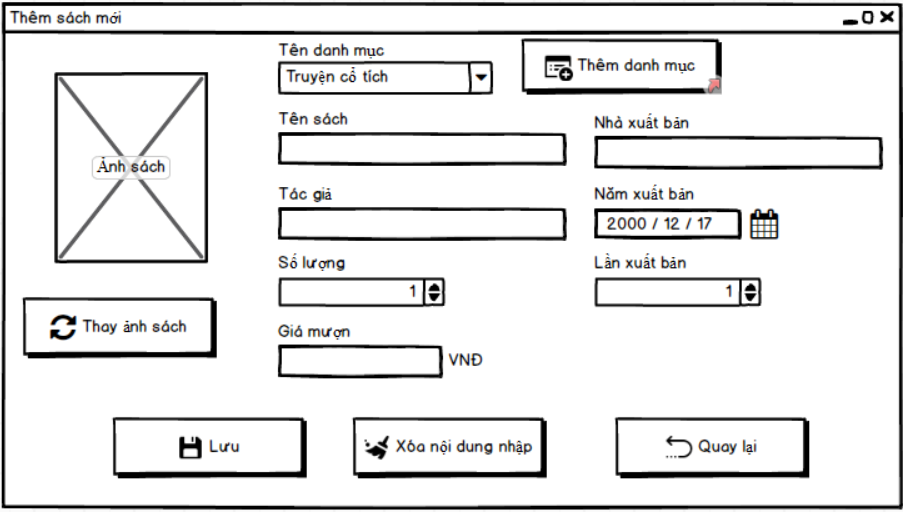 Thêm sách mới
Tên danh mục
Truyện cổ tích
Thêm danh mục
Ảnh sách
Tên sách
Nhà xuất bản
Tác giả
Năm xuất bản
2000 / 12 / 17
Số lượng
1
Lần xuất bản
1
Thay ảnh sách
Giá mượn
VNĐ
Lưu
Xóa nội dung nhập
Quay lại